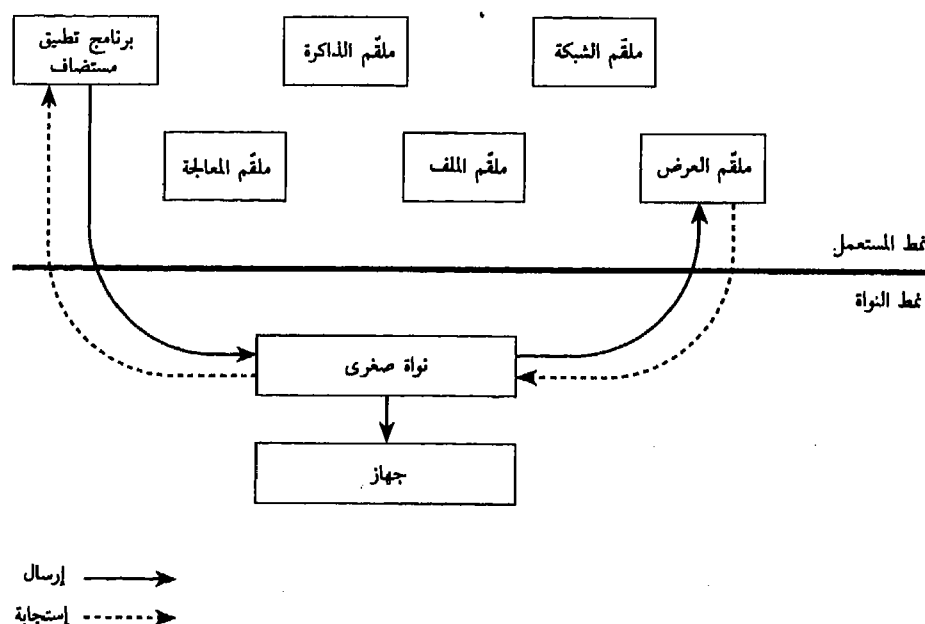 برنامج تطبيق
مستضاف
ملقّم الذاكرة
ملقّم الشبكة
ملقّم المعالجة
ملقّم الملف
ملقّم العرض
نمط المستعمل
نمط النواة
نواة صغرى
جهاز
إرسال
إستجابة